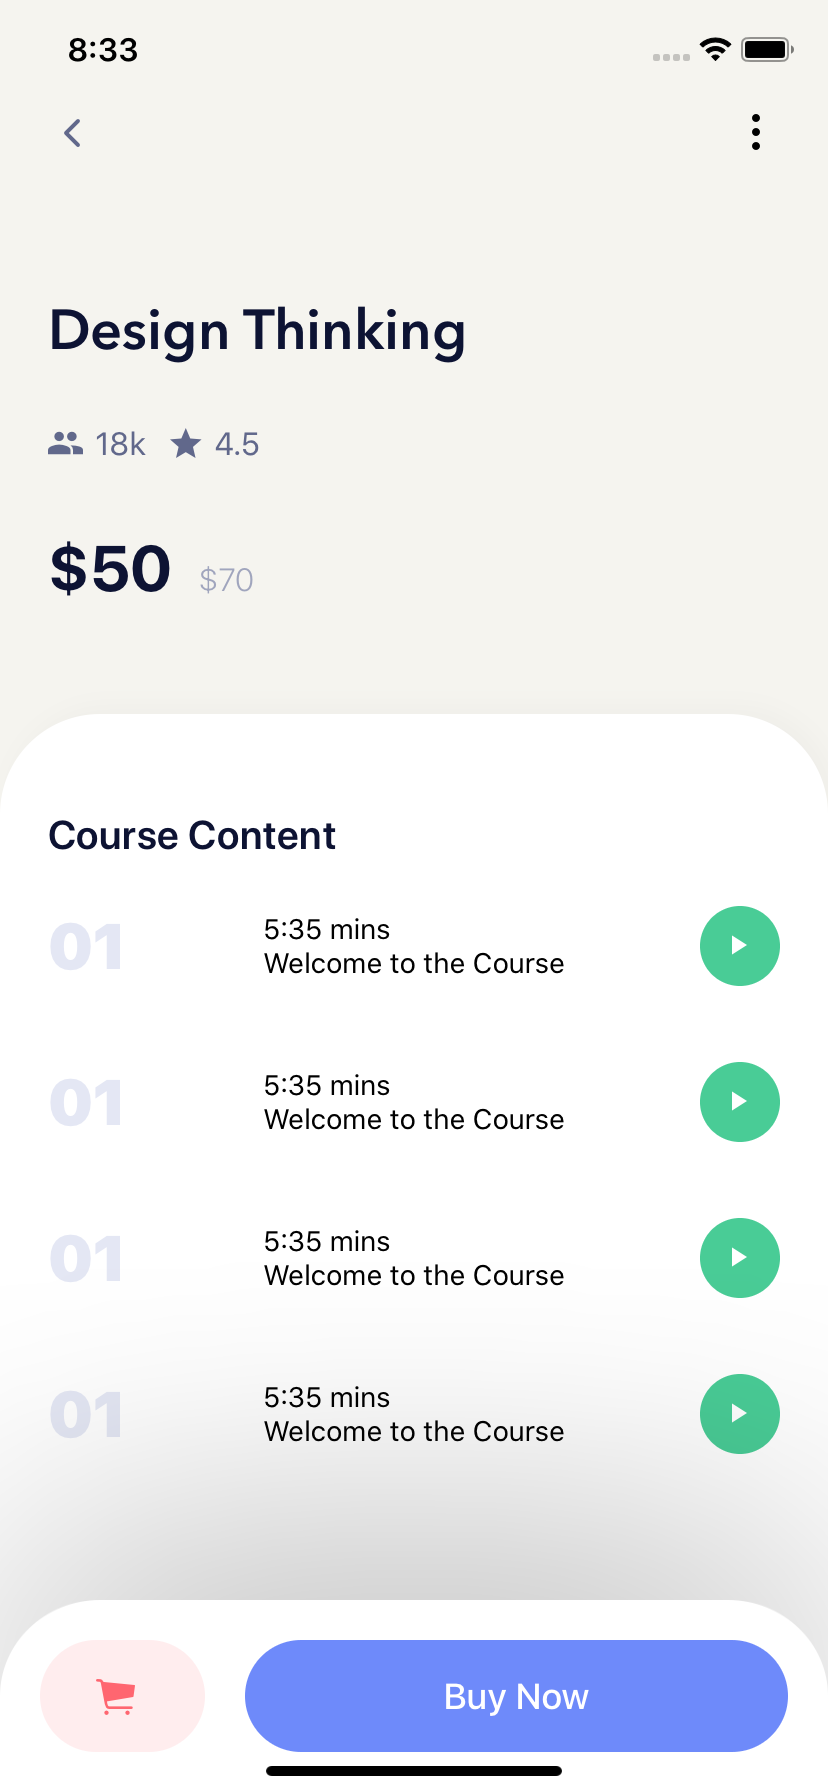 8:33
Design Thinking
18k 4.5
$50 $70
Course Content
01
5:35 mins
Welcome to the Course
01
5:35 mins
Welcome to the Course
01
5:35 mins
Welcome to the Course
01
5:35 mins
Welcome to the Course
Buy Now